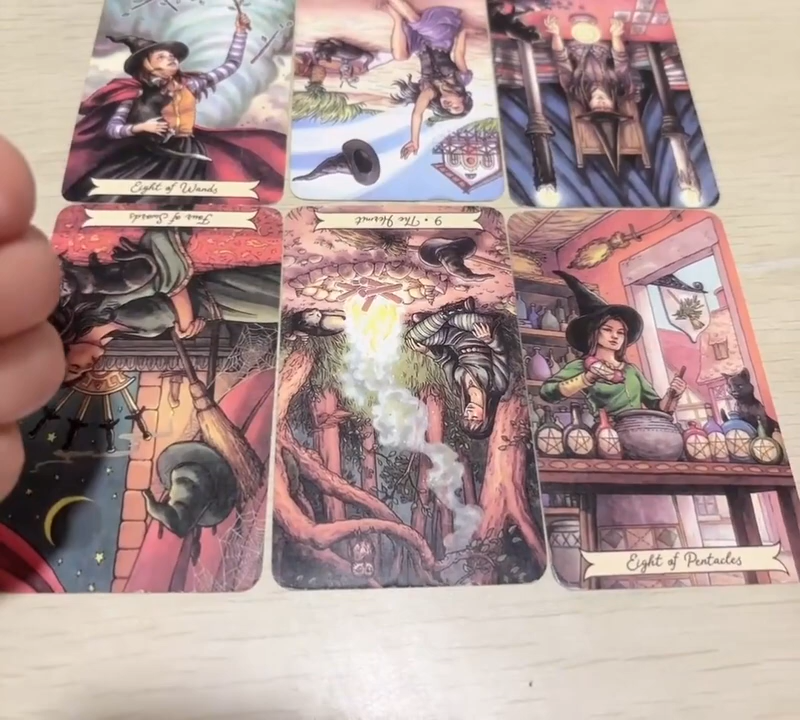 Eight of Wands
Four of Swords
9 • The Hermit
Eight of Pentacles